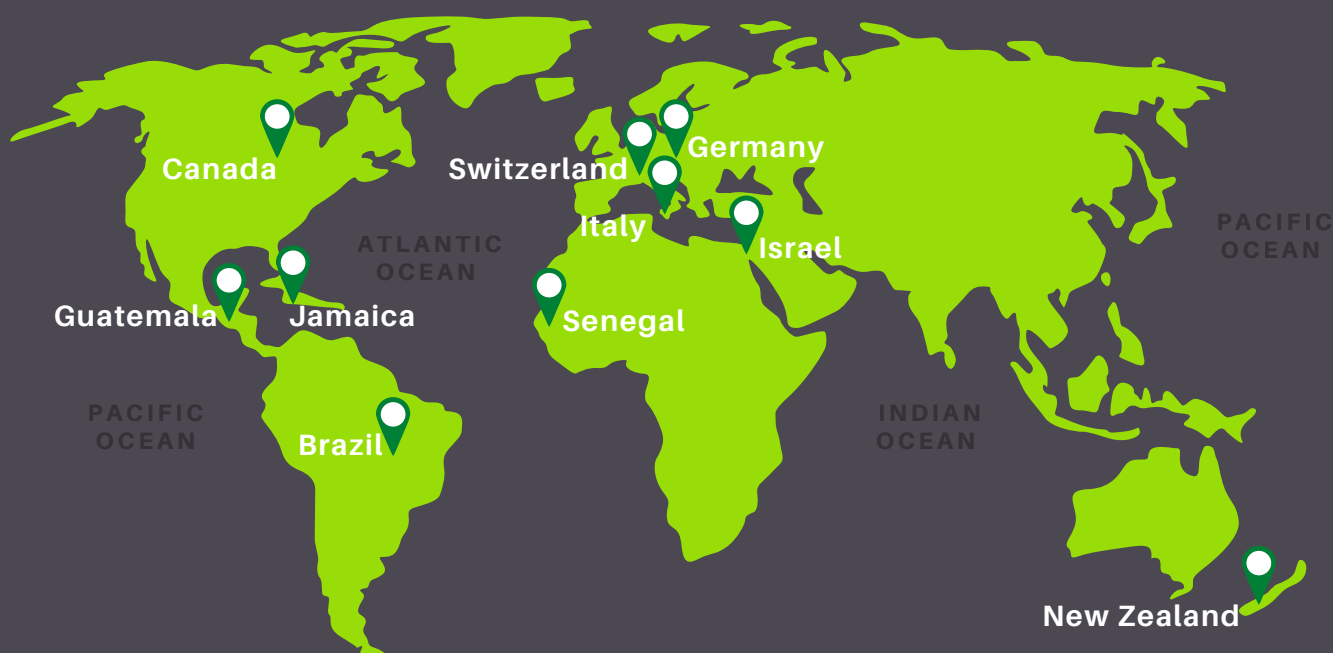 Germany
Canada
Switzerland
Italy
PACIFIC
OCEAN
ATLANTIC
OCEAN
Israel
Guatemala
Jamaica
Senegal
PACIFIC
OCEAN
INDIAN
OCEAN
Brazil
New Zealand